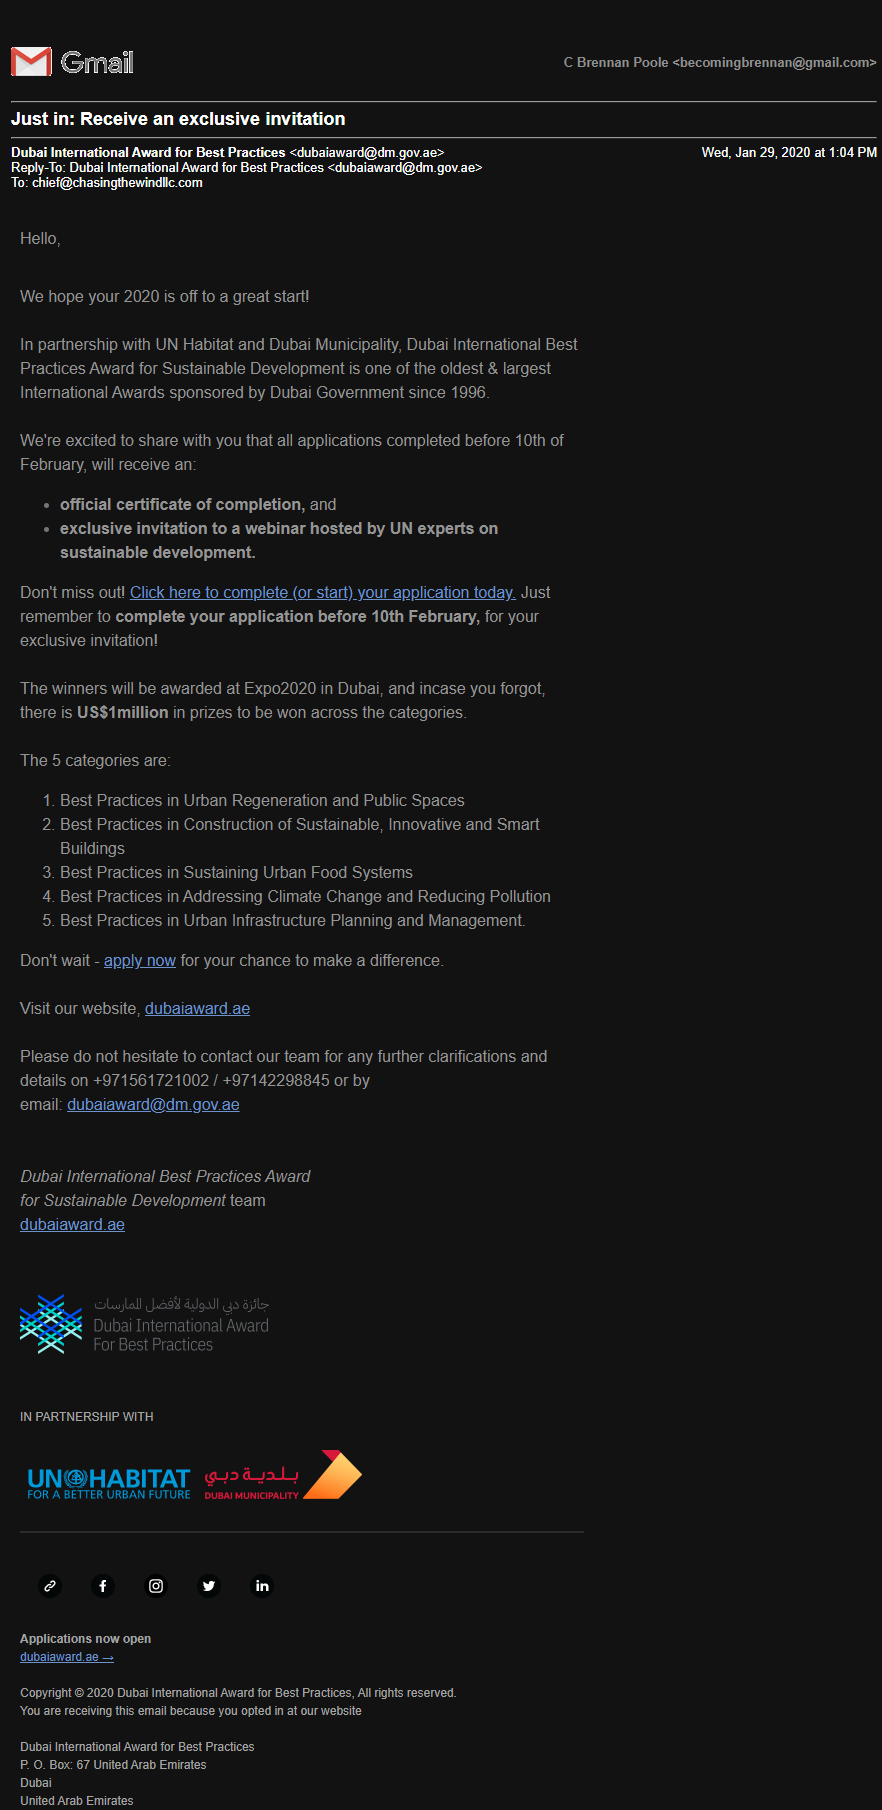 Gmail
C Brennan Poole <becomingbrennan@gmail.com>
Just in: Receive an exclusive invitation
Dubai International Award for Best Practices <dubaiaward@dm.gov.ae>
Wed, Jan 29, 2020 at 1:04 PM
Reply-To: Dubai International Award for Best Practices <dubaiaward@dm.gov.ae>
To: chief@chasingthewindllc.com
Hello,
We hope your 2020 is off to a great start!
In partnership with UN Habitat and Dubai Municipality, Dubai International Best
Practices Award for Sustainable Development is one of the oldest & largest
International Awards sponsored by Dubai Government since 1996.
We're excited to share with you that all applications completed before 10th of
February, will receive an:
• official certificate of completion, and
• exclusive invitation to a webinar hosted by UN experts on
sustainable development.
Don't miss out! Click here to complete (or start) your application today. Just
remember to complete your application before 10th February, for your
exclusive invitation!
The winners will be awarded at Expo2020 in Dubai, and incase you forgot,
there is US$1million in prizes to be won across the categories.
The 5 categories are:
1. Best Practices in Urban Regeneration and Public Spaces
2. Best Practices in Construction of Sustainable, Innovative and Smart
Buildings
3. Best Practices in Sustaining Urban Food Systems
4. Best Practices in Addressing Climate Change and Reducing Pollution
5. Best Practices in Urban Infrastructure Planning and Management.
Don't wait - apply now for your chance to make a difference.
Visit our website, dubaiaward.ae
Please do not hesitate to contact our team for any further clarifications and
details on +971561721002 / +97142298845 or by
email: dubaiaward@dm.gov.ae
Dubai International Best Practices Award
for Sustainable Development team
dubaiaward.ae
جائزة دبي الدولية لأفضل الممارسات
Dubai International Award
For Best Practices
IN PARTNERSHIP WITH
UN HABITAT
FOR A BETTER URBAN FUTURE
بلدية دبي
DUBAI MUNICIPALITY
Applications now open
dubaiaward.ae →
Copyright © 2020 Dubai International Award for Best Practices, All rights reserved.
You are receiving this email because you opted in at our website
Dubai International Award for Best Practices
P. O. Box: 67 United Arab Emirates
Dubai
United Arab Emirates